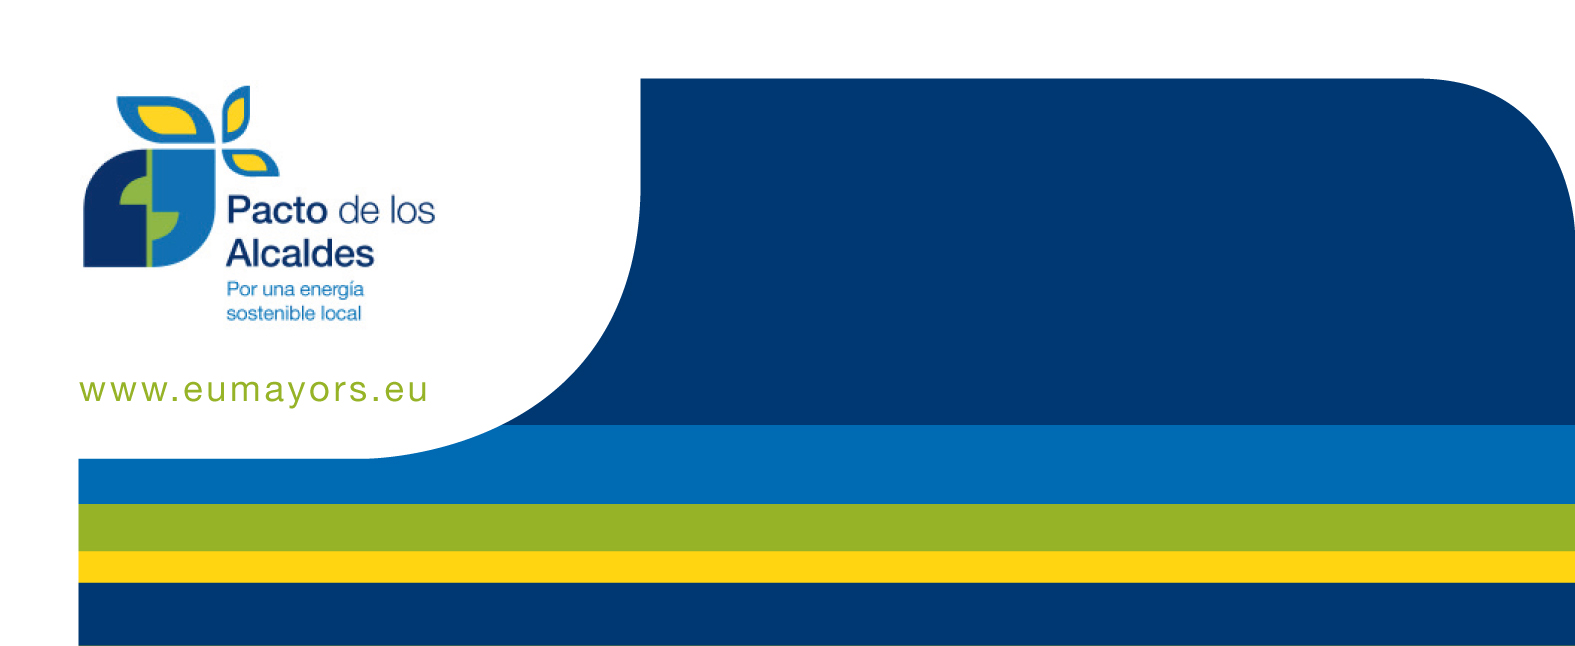 Pacto de los
Alcaldes
Por una energía
sostenible local
www.eumayors.eu